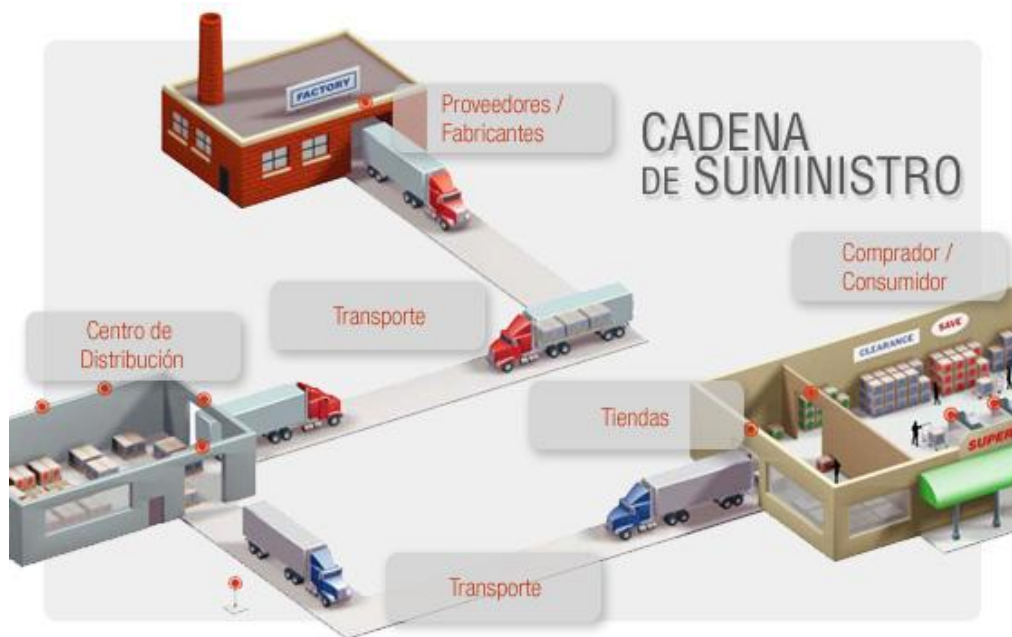 FACTORY
Proveedores /
Fabricantes
CADENA
DE SUMINISTRO
Comprador /
Consumidor
Transporte
Centro de
Distribución
SAVE
CLEARANCE
Tiendas
SUPER
Transporte